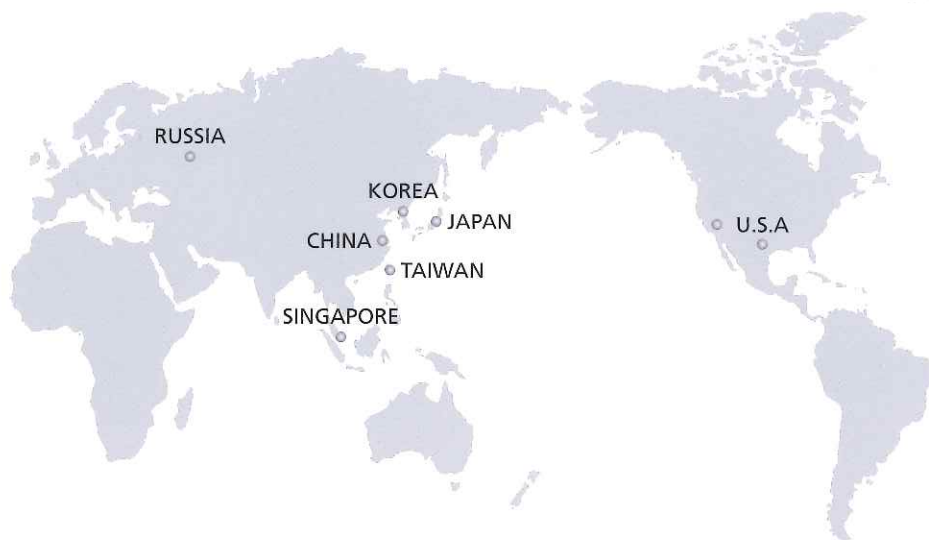 RUSSIA
KOREA
JAPAN
U.S.A
CHINA
TAIWAN
SINGAPORE